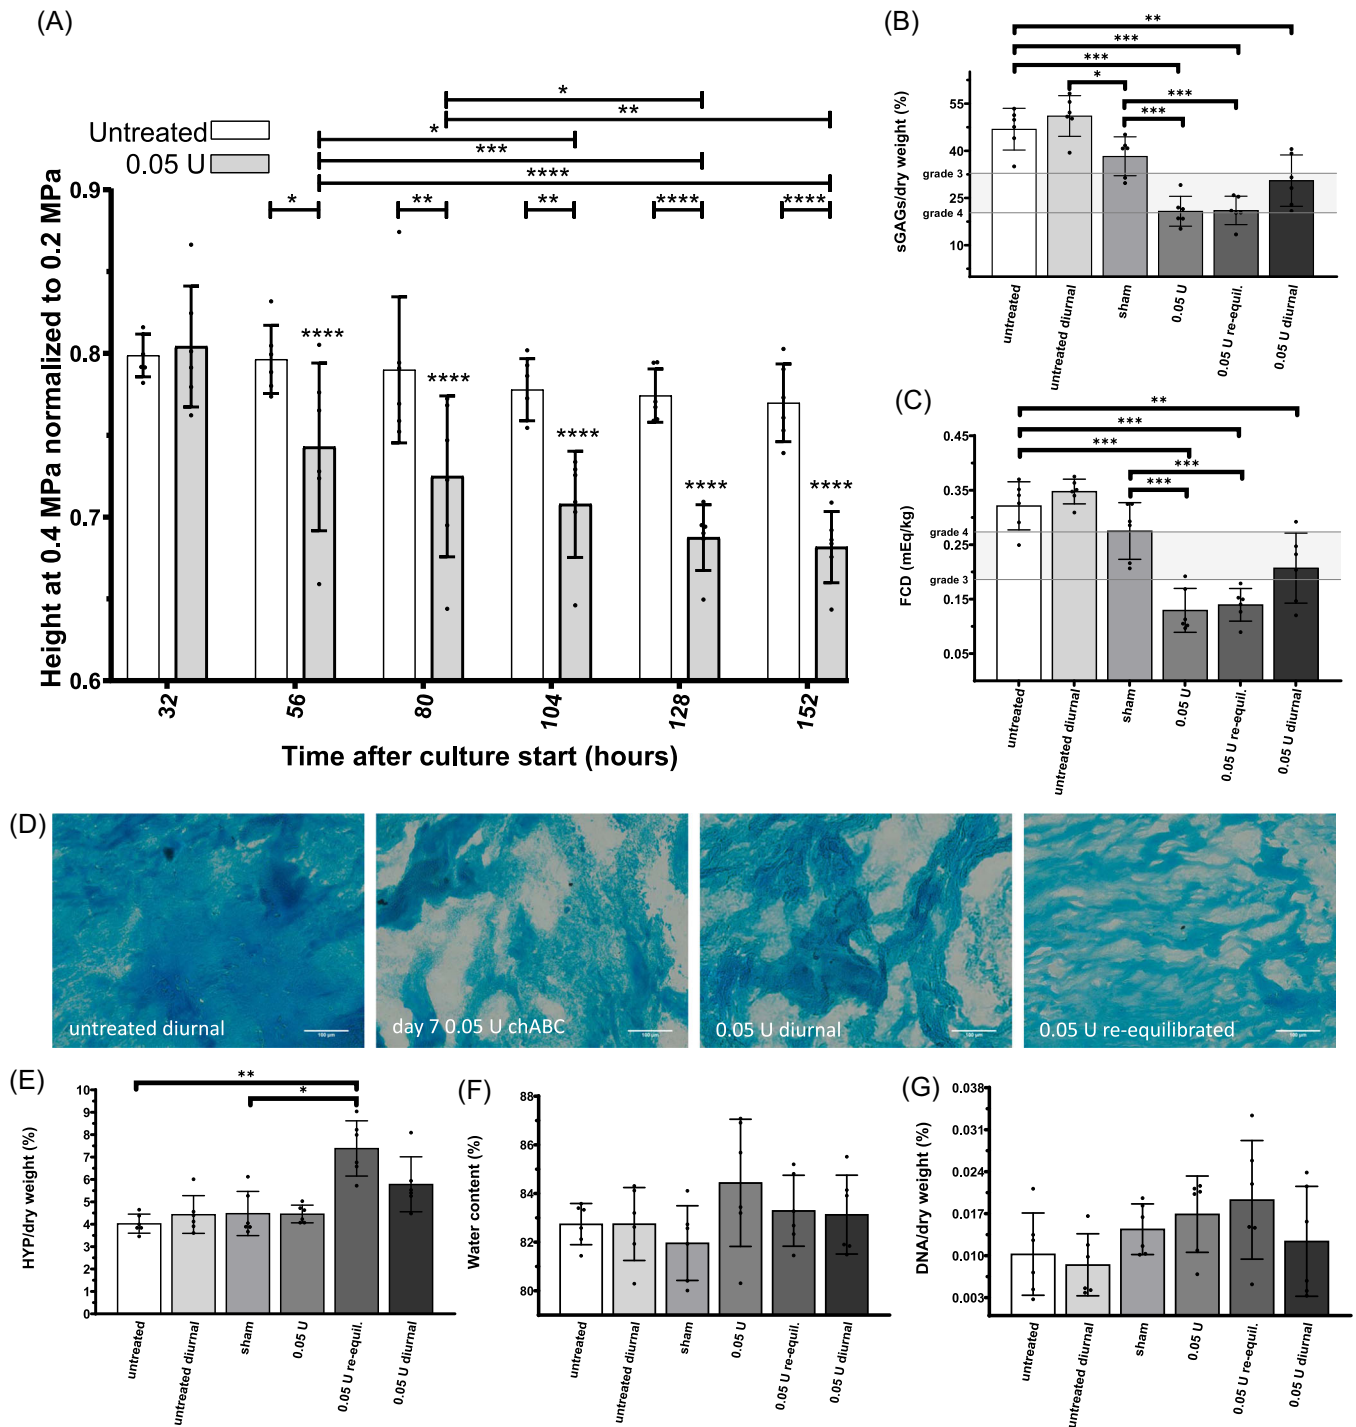 (A)
Untreated
0.05 U
*
**
*
***
****
*
**
**
****
****
****
****
****
****
****
Height at 0.4 MPa normalized to 0.2 MPa
0.9
0.8
0.7
0.6
32
56
80
104
128
152
Time after culture start (hours)
(B)
**
***
***
*
***
***
sGAGs/dry weight (%)
55
40
25
10
grade 3
grade 4
untreated
untreated diurnal
sham
0.05 U
0.05 U re-equil.
0.05 U diurnal
(C)
**
***
***
***
***
FCD (mEq/kg)
0.45
0.35
0.25
0.15
0.05
grade 4
grade 3
untreated
untreated diurnal
sham
0.05 U
0.05 U re-equil.
0.05 U diurnal
(D)
untreated diurnal
100 µm
day 7 0.05 U chABC
100 µm
0.05 U diurnal
100 µm
0.05 U re-equilibrated
100 µm
(E)
**
*
HYP/dry weight (%)
10
9
8
7
6
5
4
3
2
1
0
untreated
untreated diurnal
sham
0.05 U
0.05 U re-equil.
0.05 U diurnal
(F)
Water content (%)
88
86
84
82
80
untreated
untreated diurnal
sham
0.05 U
0.05 U re-equil.
0.05 U diurnal
(G)
DNA/dry weight (%)
0.038
0.031
0.024
0.017
0.010
0.003
untreated
untreated diurnal
sham
0.05 U
0.05 U re-equil.
0.05 U diurnal